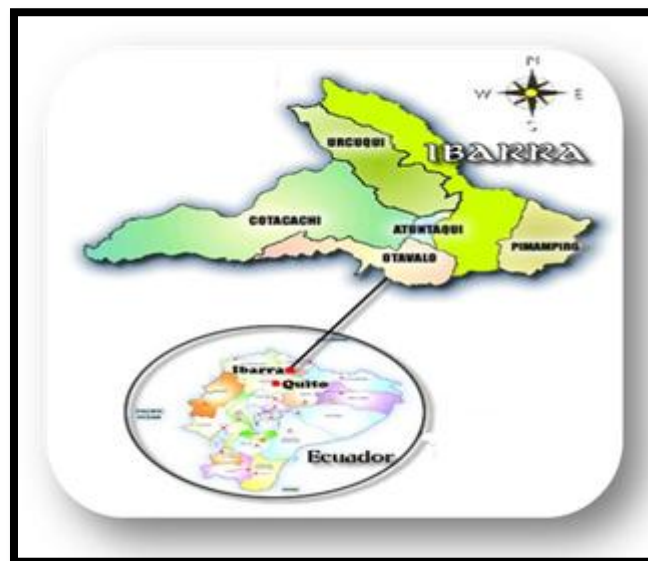 N
W E
S
URCUQUI
IBARRA
COTACACHI
ATUNTAQUI
PIMAMPIRO
OTAVALO
Ibarra
Quito
Ecuador